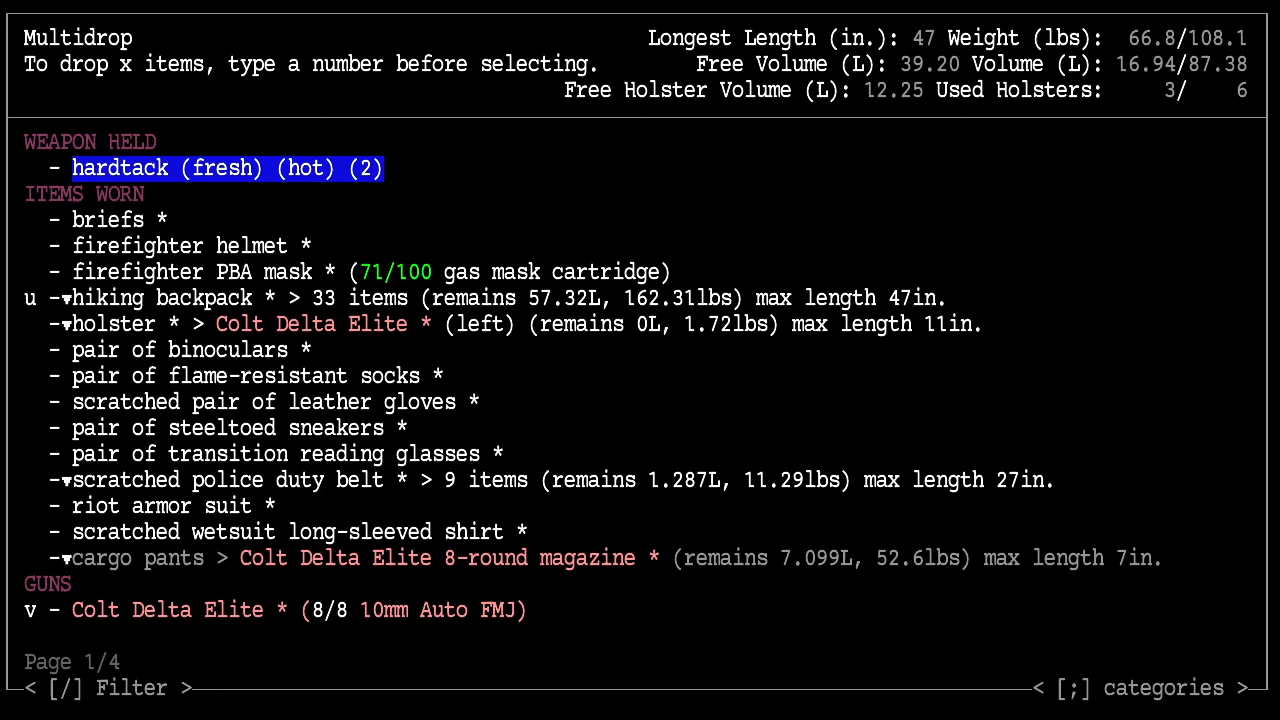 Multidrop Longest Length (in.): 47 Weight (lbs): 66.8/108.1
To drop x items, type a number before selecting. Free Volume (L): 39.20 Volume (L): 16.94/87.38
Free Holster Volume (L): 12.25 Used Holsters: 3/ 6
WEAPON HELD
- hardtack (fresh) (hot) (2)
ITEMS WORN
- briefs *
- firefighter helmet *
- firefighter PBA mask * (71/100 gas mask cartridge)
u -▼hiking backpack * > 33 items (remains 57.32L, 162.31lbs) max length 47in.
-▼holster * > Colt Delta Elite * (left) (remains 0L, 1.72lbs) max length 11in.
- pair of binoculars *
- pair of flame-resistant socks *
- scratched pair of leather gloves *
- pair of steeltoed sneakers *
- pair of transition reading glasses *
-▼scratched police duty belt * > 9 items (remains 1.287L, 11.29lbs) max length 27in.
- riot armor suit *
- scratched wetsuit long-sleeved shirt *
-▼cargo pants > Colt Delta Elite 8-round magazine * (remains 7.099L, 52.6lbs) max length 7in.
GUNS
v - Colt Delta Elite * (8/8 10mm Auto FMJ)
Page 1/4
< [/] Filter > < [;] categories >